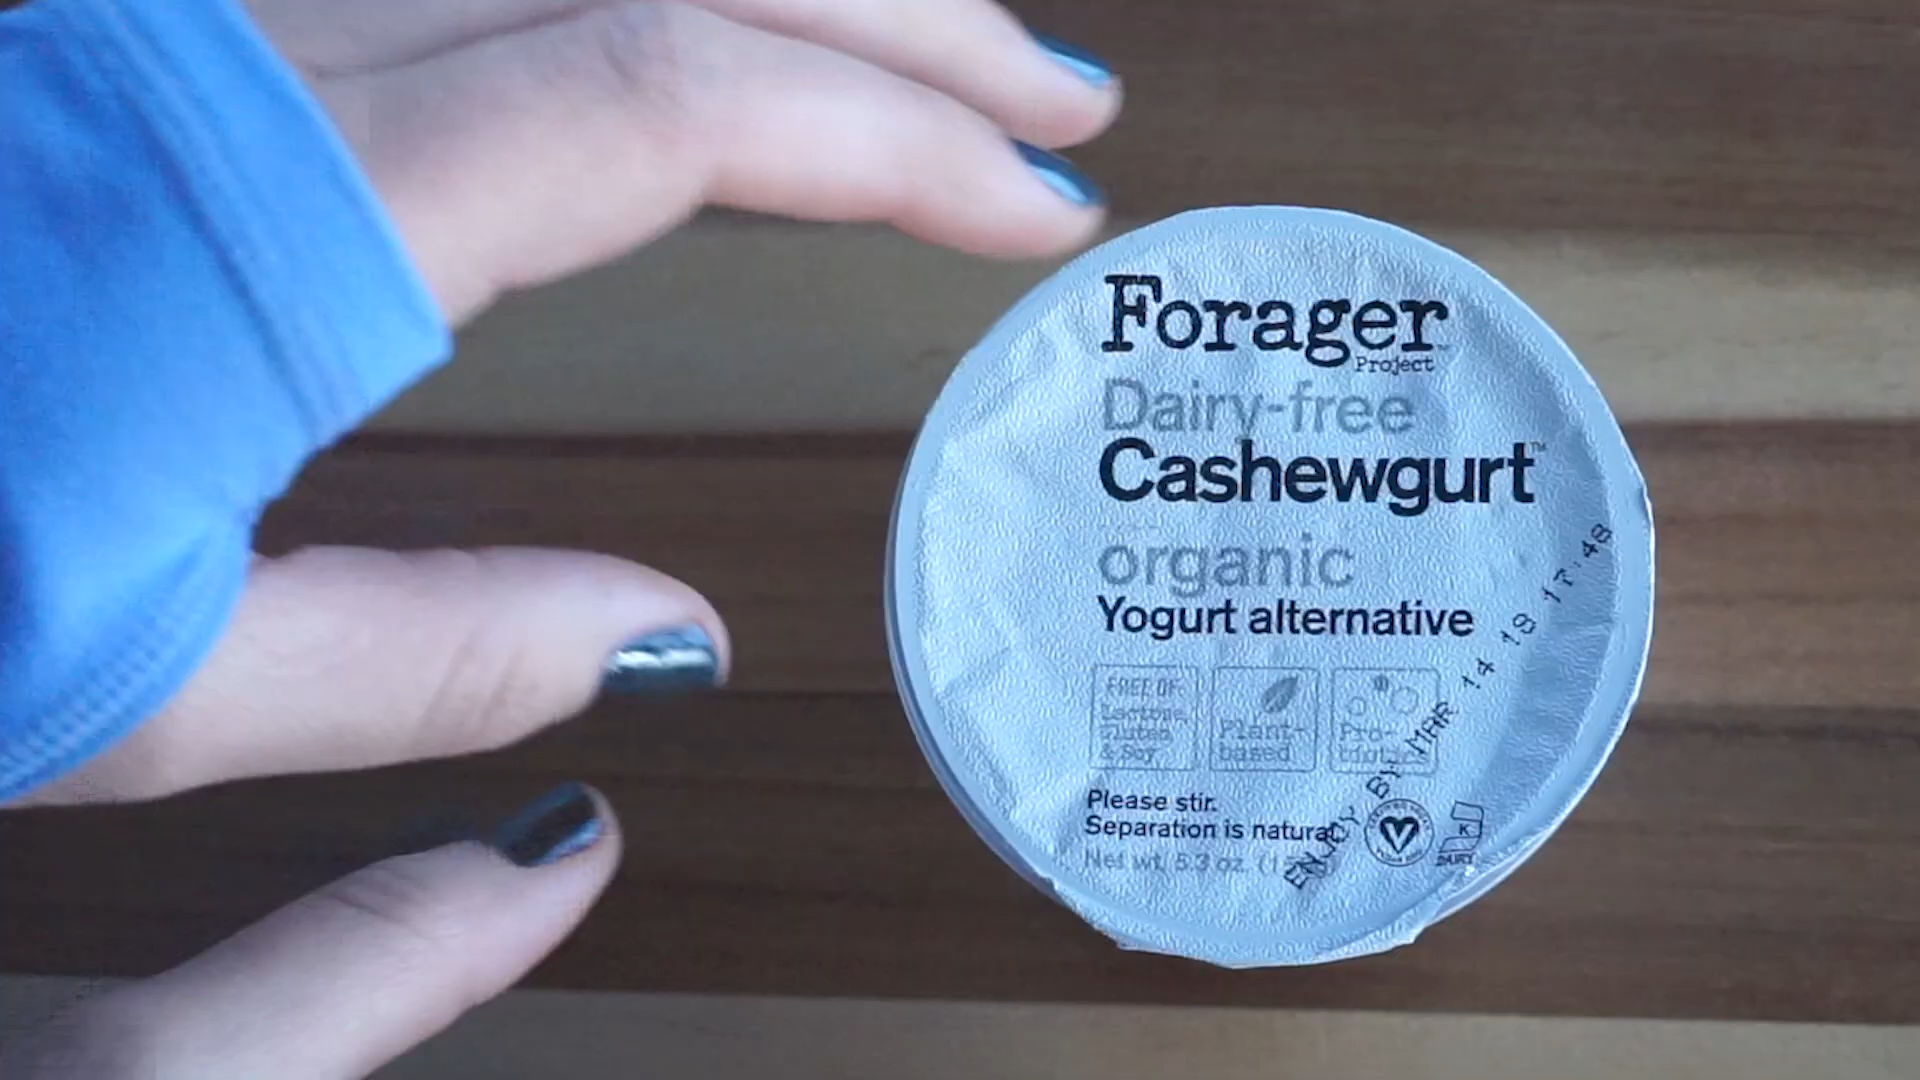 Forager
Project
Dairy-free
Cashewgurt™
organic
Yogurt alternative
FREE OF:
Lactose,
Gluten
& Soy
Plant-
based
Pro-
Please stir.
Separation is natural.
Net wt. 5.3 oz.
ENJOY BY: MAR 14 18 17:48
K
DAIRY